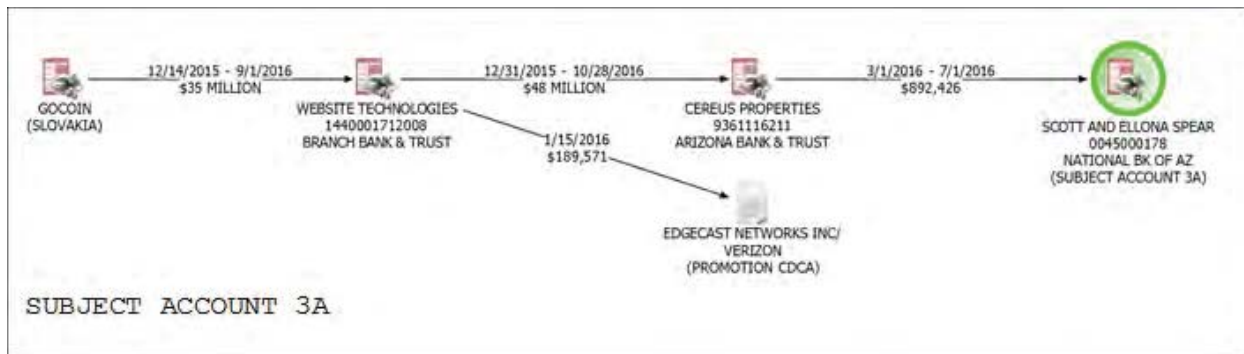 12/14/2015 - 9/1/2016
$35 MILLION
12/31/2015 - 10/28/2016
$48 MILLION
3/1/2016 - 7/1/2016
$892,426
GOCOIN
(SLOVAKIA)
WEBSITE TECHNOLOGIES
1440001712008
BRANCH BANK & TRUST
1/15/2016
$189,571
CEREUS PROPERTIES
9361116211
ARIZONA BANK & TRUST
SCOTT AND ELLONA SPEAR
0045000178
NATIONAL BK OF AZ
(SUBJECT ACCOUNT 3A)
EDGECAST NETWORKS INC/
VERIZON
(PROMOTION CDCA)
SUBJECT ACCOUNT 3A